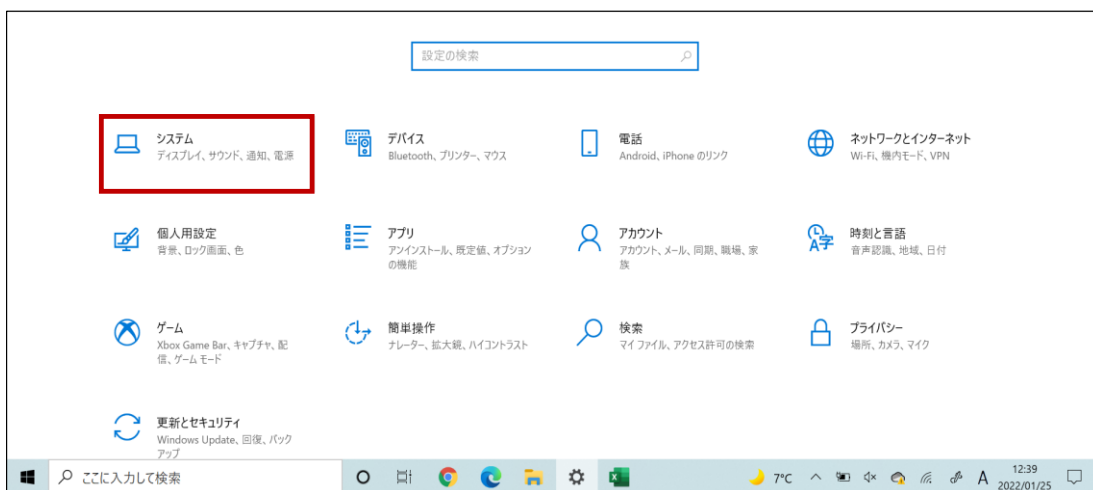 設定の検索
システム
ディスプレイ、サウンド、通知、電源
デバイス
Bluetooth、プリンター、マウス
電話
Android、iPhone のリンク
ネットワークとインターネット
Wi-Fi、機内モード、VPN
個人用設定
背景、ロック画面、色
アプリ
アンインストール、既定値、オプション
の機能
アカウント
アカウント、メール、同期、職場、家
族
時刻と言語
音声認識、地域、日付
ゲーム
Xbox Game Bar、キャプチャ、配
信、ゲーム モード
簡単操作
ナレーター、拡大鏡、ハイコントラスト
検索
マイ ファイル、アクセス許可の検索
プライバシー
場所、カメラ、マイク
更新とセキュリティ
Windows Update、回復、バック
アップ
ここに入力して検索
7°C
A
12:39
2022/01/25